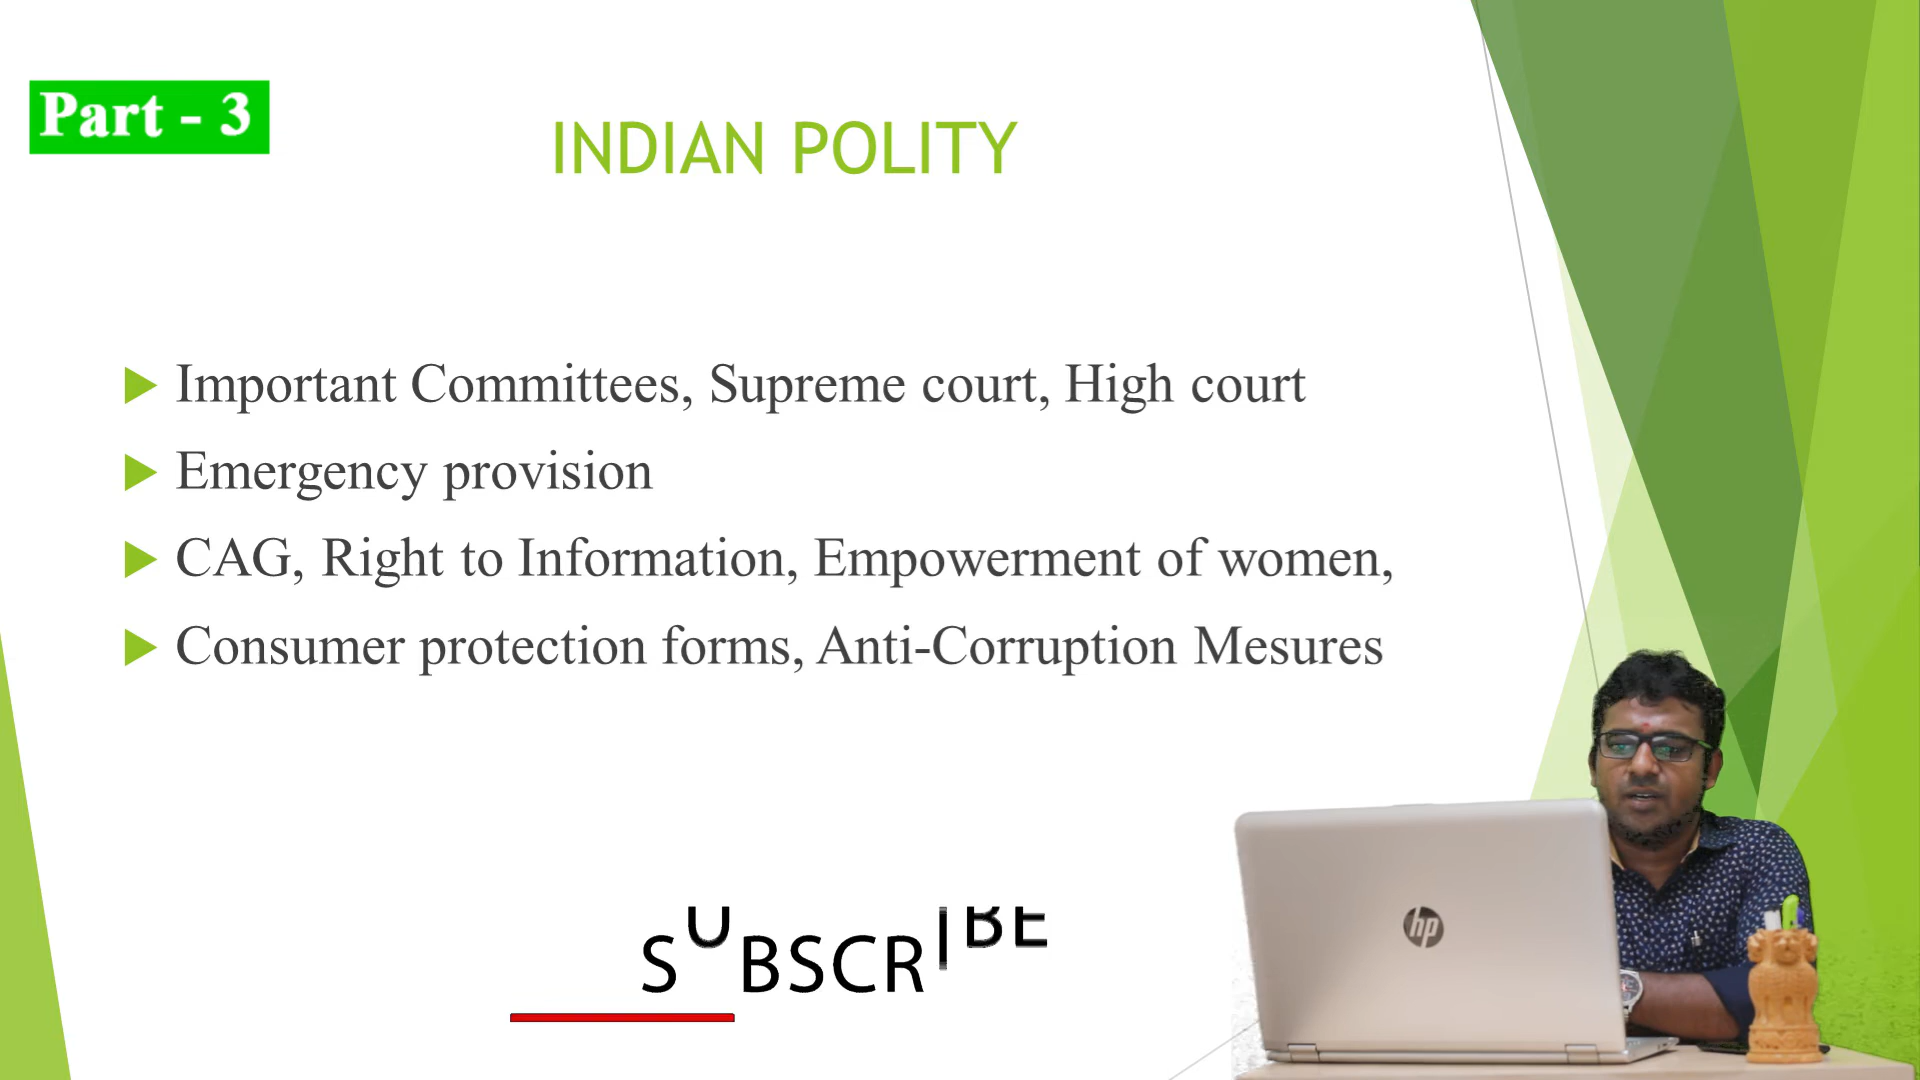 Part - 3
INDIAN POLITY
Important Committees, Supreme court, High court
Emergency provision
CAG, Right to Information, Empowerment of women,
Consumer protection forms, Anti-Corruption Mesures
SUBSCRIBE
hp